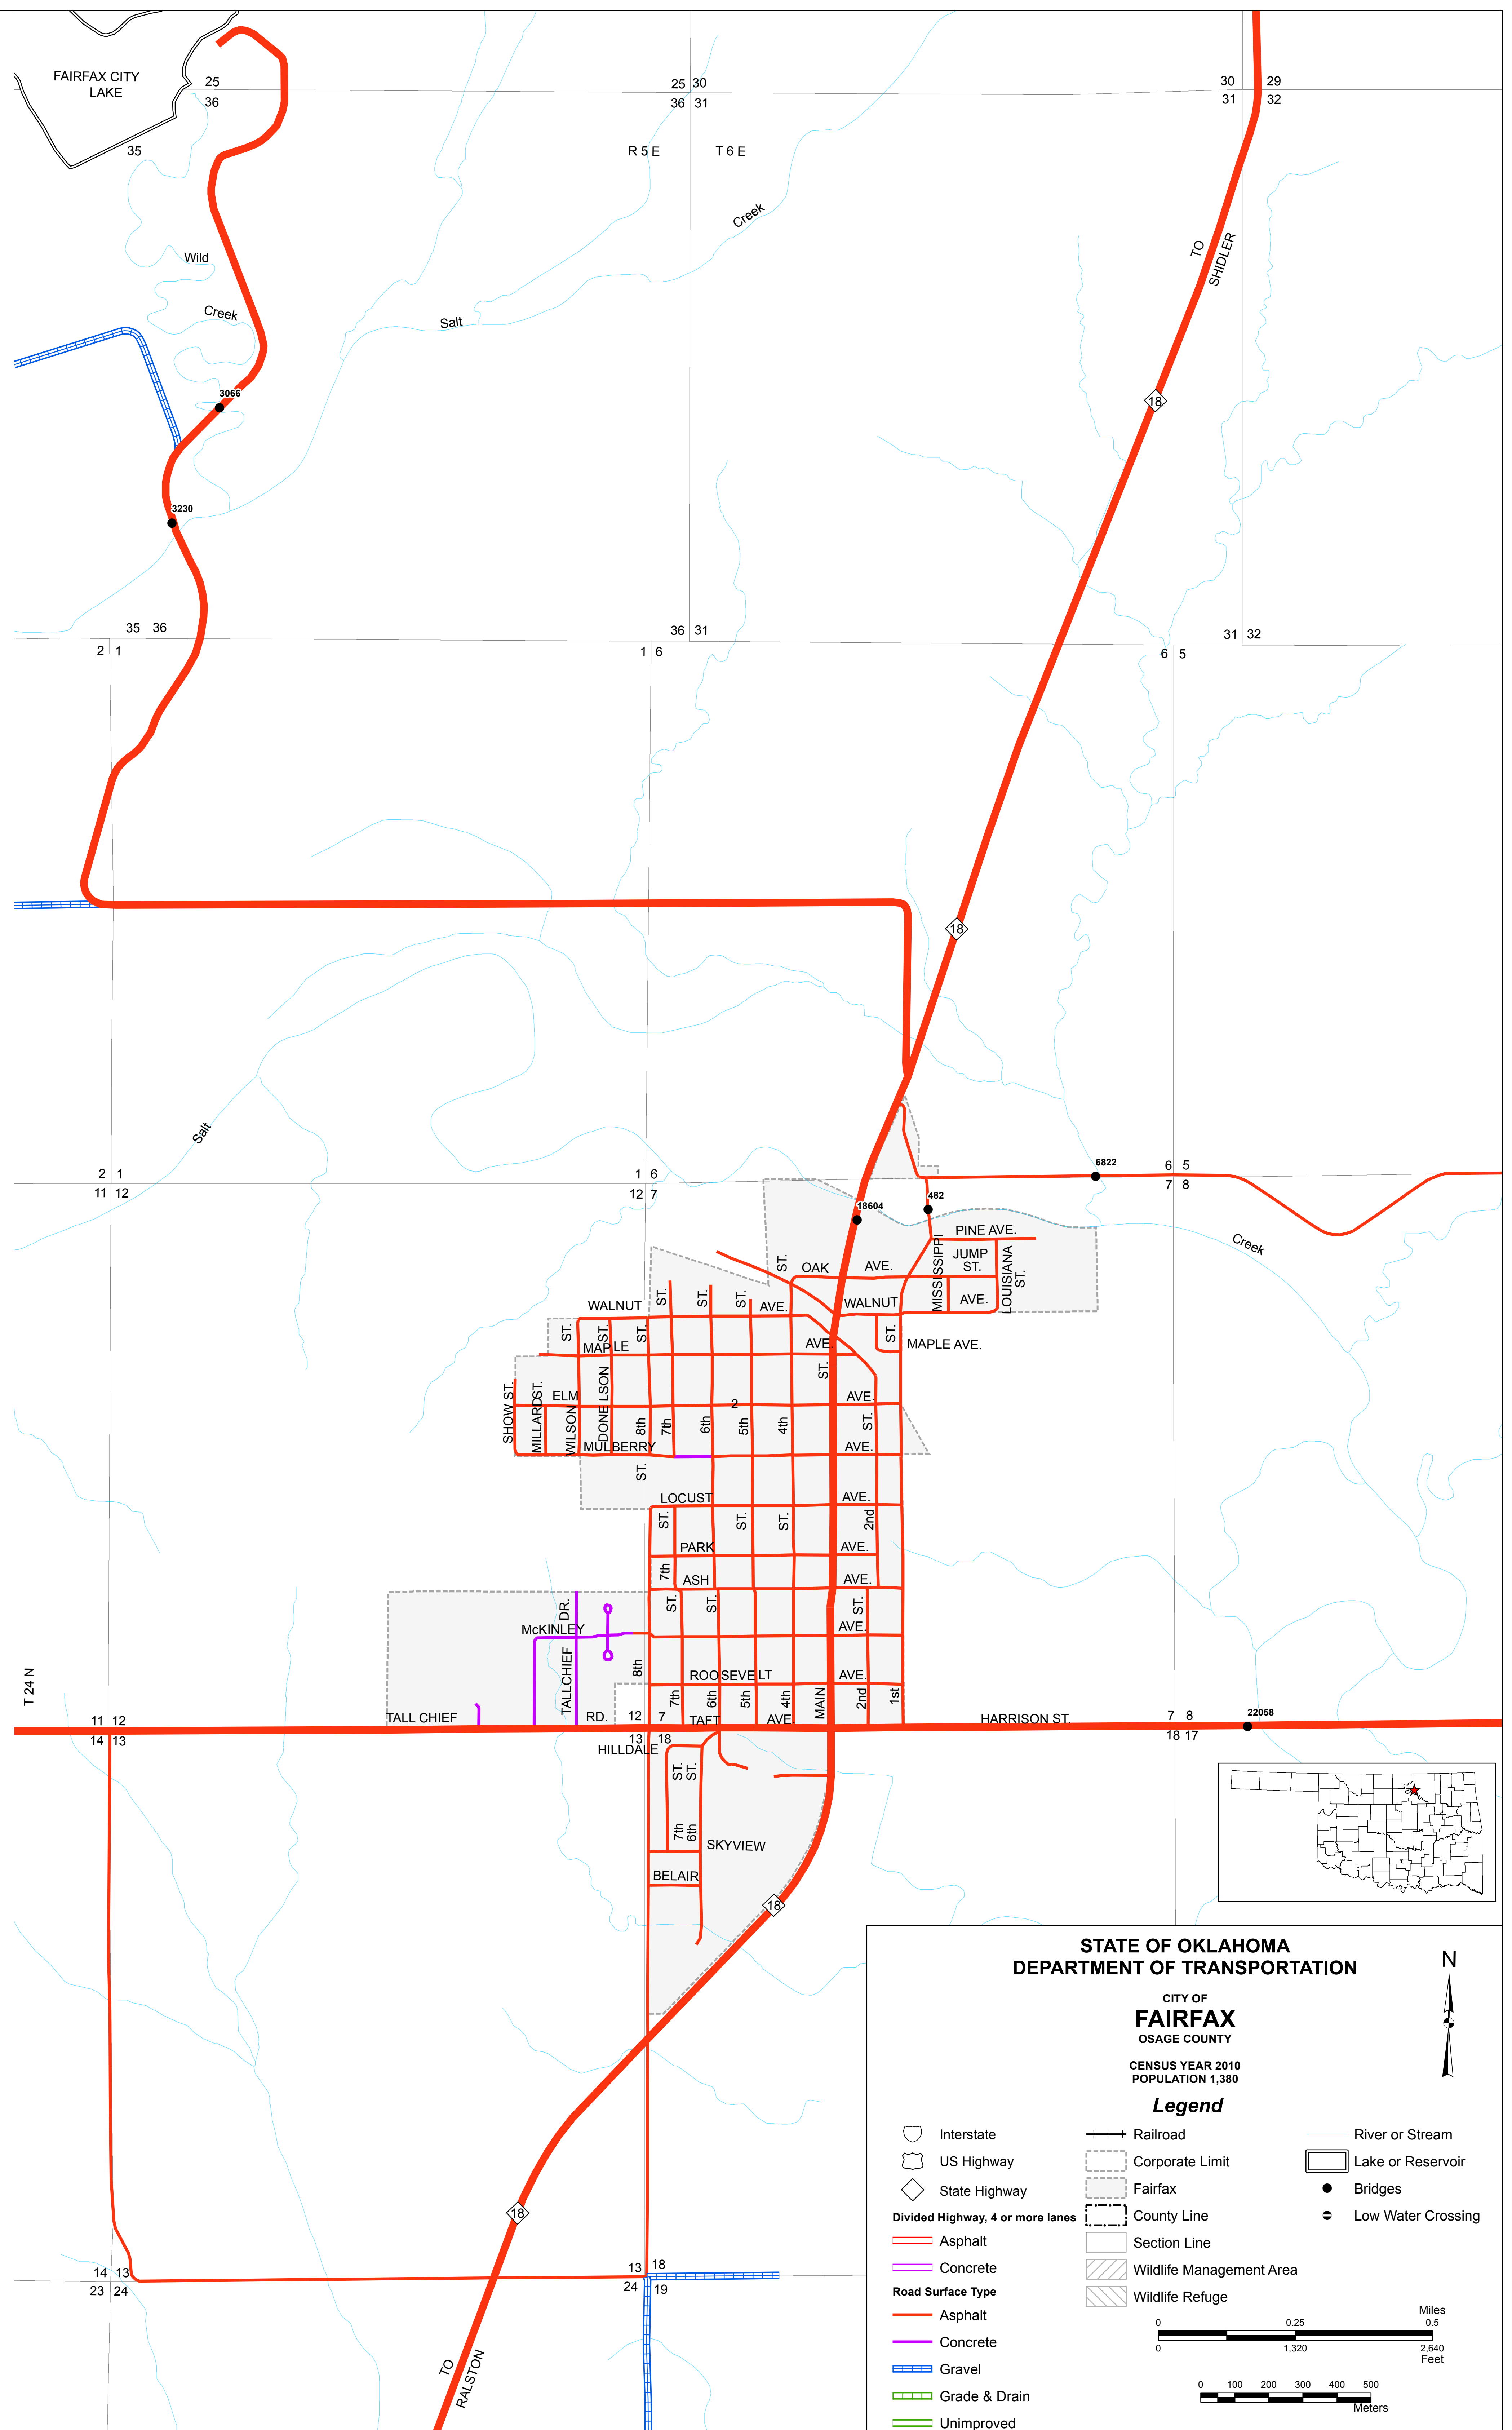 FAIRFAX CITY
LAKE
25
36
25 30
36 31
30 29
31 32
35
R 5 E
T 6 E
Creek
TO
SHIDLER
Wild
Creek
Salt
3066
18
3230
35 36
36 31
31 32
2 1
1 6
6 5
18
Salt
2 1
11 12
1 6
12 7
6822
6 5
7 8
18604
482
PINE AVE.
Creek
ST.
OAK
AVE.
MISSISSIPPI
JUMP
ST.
LOUISIANA
ST.
WALNUT
ST.
ST.
ST.
AVE.
WALNUT
AVE.
ST.
ST.
ST.
MAPLE
AVE.
ST.
MAPLE AVE.
ST.
SHOW ST.
MILLARD
ST.
ELM
WILSON
DONELSON
2
AVE.
8th
7th
6th
5th
4th
ST.
MULBERRY
AVE.
ST.
LOCUST
AVE.
ST.
ST.
ST.
2nd
PARK
AVE.
7th
ASH
AVE.
DR.
ST.
ST.
ST.
McKINLEY
AVE.
TALLCHIEF
8th
ROOSEVELT
AVE.
7th
6th
5th
4th
MAIN
2nd
1st
T 24 N
11 12
14 13
TALL CHIEF
RD.
12 7
13 18
TAFT
AVE.
HARRISON ST.
7 8
18 17
22058
HILLDALE
ST.
ST.
7th
6th
SKYVIEW
BELAIR
18
18
14 13
23 24
13 18
24 19
TO
RALSTON
STATE OF OKLAHOMA
DEPARTMENT OF TRANSPORTATION
N
CITY OF
FAIRFAX
OSAGE COUNTY
CENSUS YEAR 2010
POPULATION 1,380
Legend
Interstate
US Highway
State Highway
Divided Highway, 4 or more lanes
Asphalt
Concrete
Road Surface Type
Asphalt
Concrete
Gravel
Grade & Drain
Unimproved
Railroad
Corporate Limit
Fairfax
County Line
Section Line
Wildlife Management Area
Wildlife Refuge
River or Stream
Lake or Reservoir
Bridges
Low Water Crossing
Miles
0 0.25 0.5
0 1,320 2,640
Feet
0 100 200 300 400 500
Meters